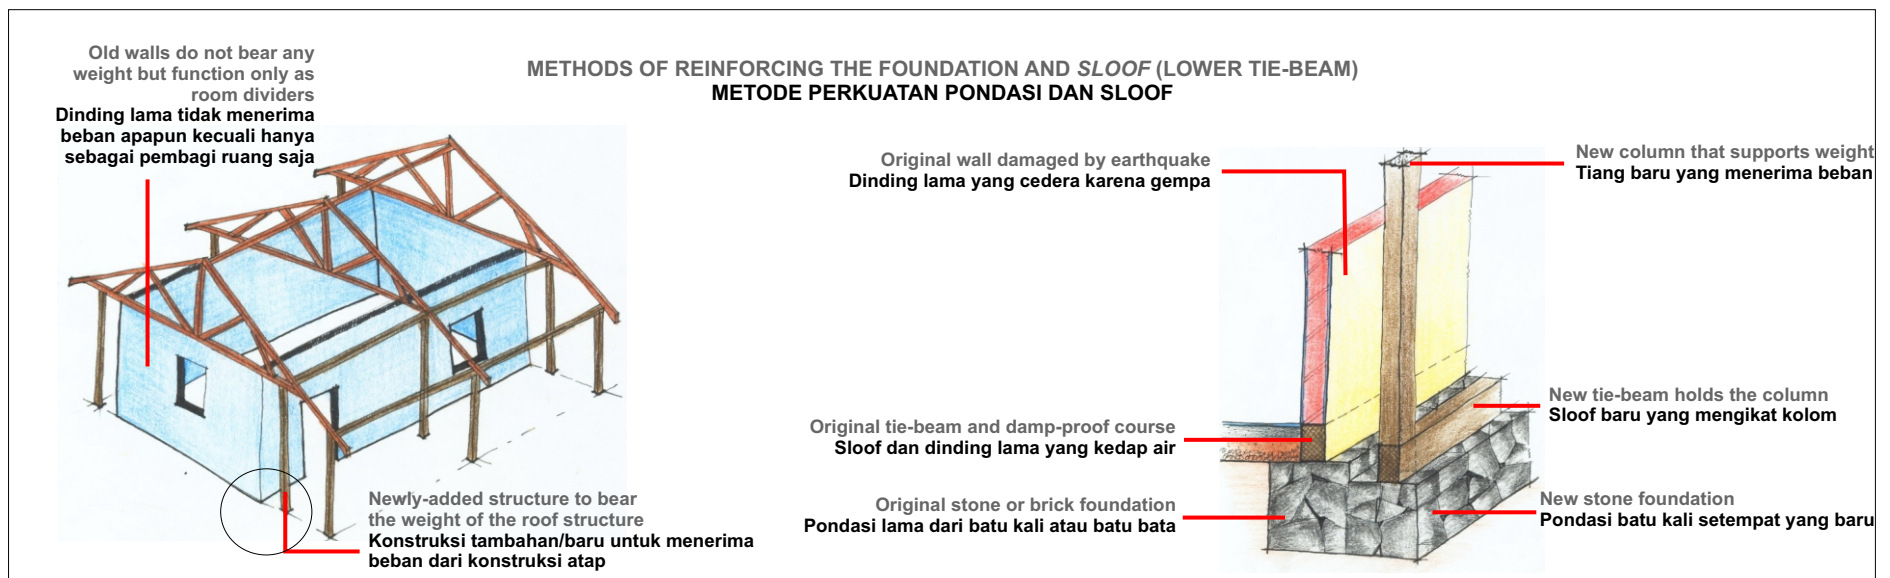 Old walls do not bear any
weight but function only as
room dividers
Dinding lama tidak menerima
beban apapun kecuali hanya
sebagai pembagi ruang saja
METHODS OF REINFORCING THE FOUNDATION AND SLOOF (LOWER TIE-BEAM)
METODE PERKUATAN PONDASI DAN SLOOF
Newly-added structure to bear
the weight of the roof structure
Konstruksi tambahan/baru untuk menerima
beban dari konstruksi atap
Original wall damaged by earthquake
Dinding lama yang cedera karena gempa
Original tie-beam and damp-proof course
Sloof dan dinding lama yang kedap air
Original stone or brick foundation
Pondasi lama dari batu kali atau batu bata
New column that supports weight
Tiang baru yang menerima beban
New tie-beam holds the column
Sloof baru yang mengikat kolom
New stone foundation
Pondasi batu kali setempat yang baru